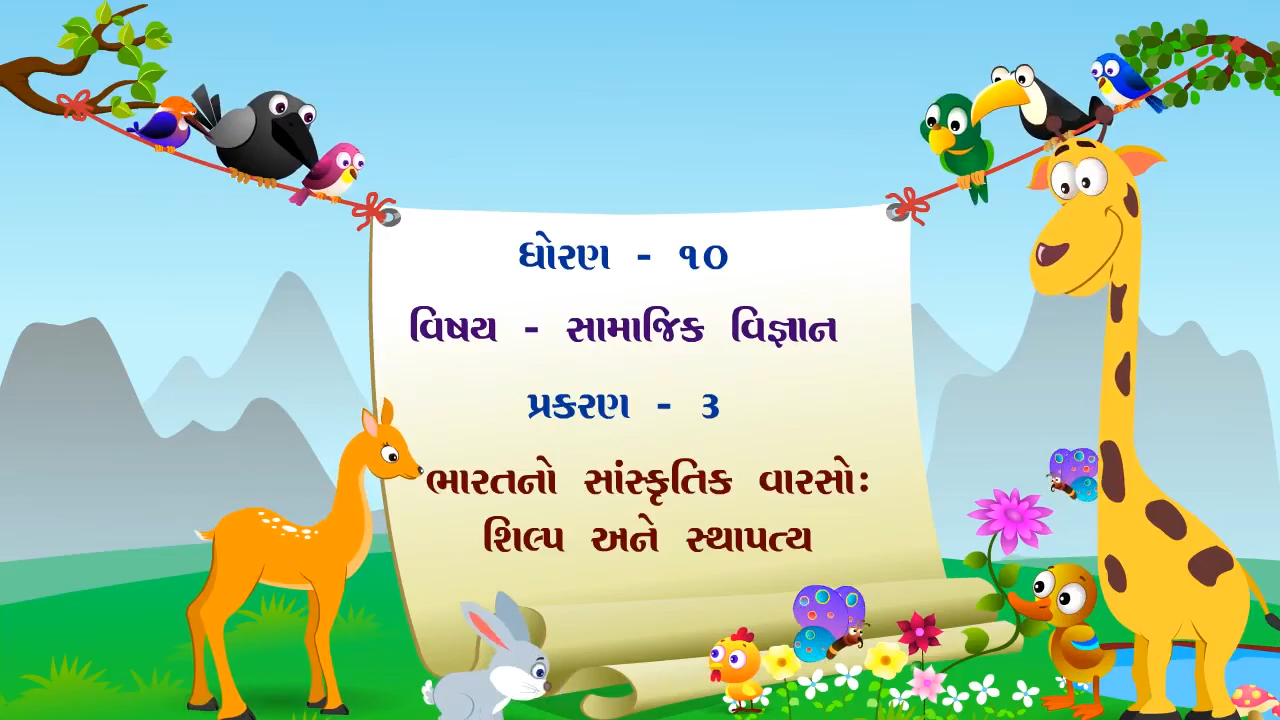 ધોરણ - ૧૦
વિષય - સામાજિક વિજ્ઞાન
પ્રકરણ - ૩
ભારતનો સાંસ્કૃતિક વારસોઃ
શિલ્પ અને સ્થાપત્ય